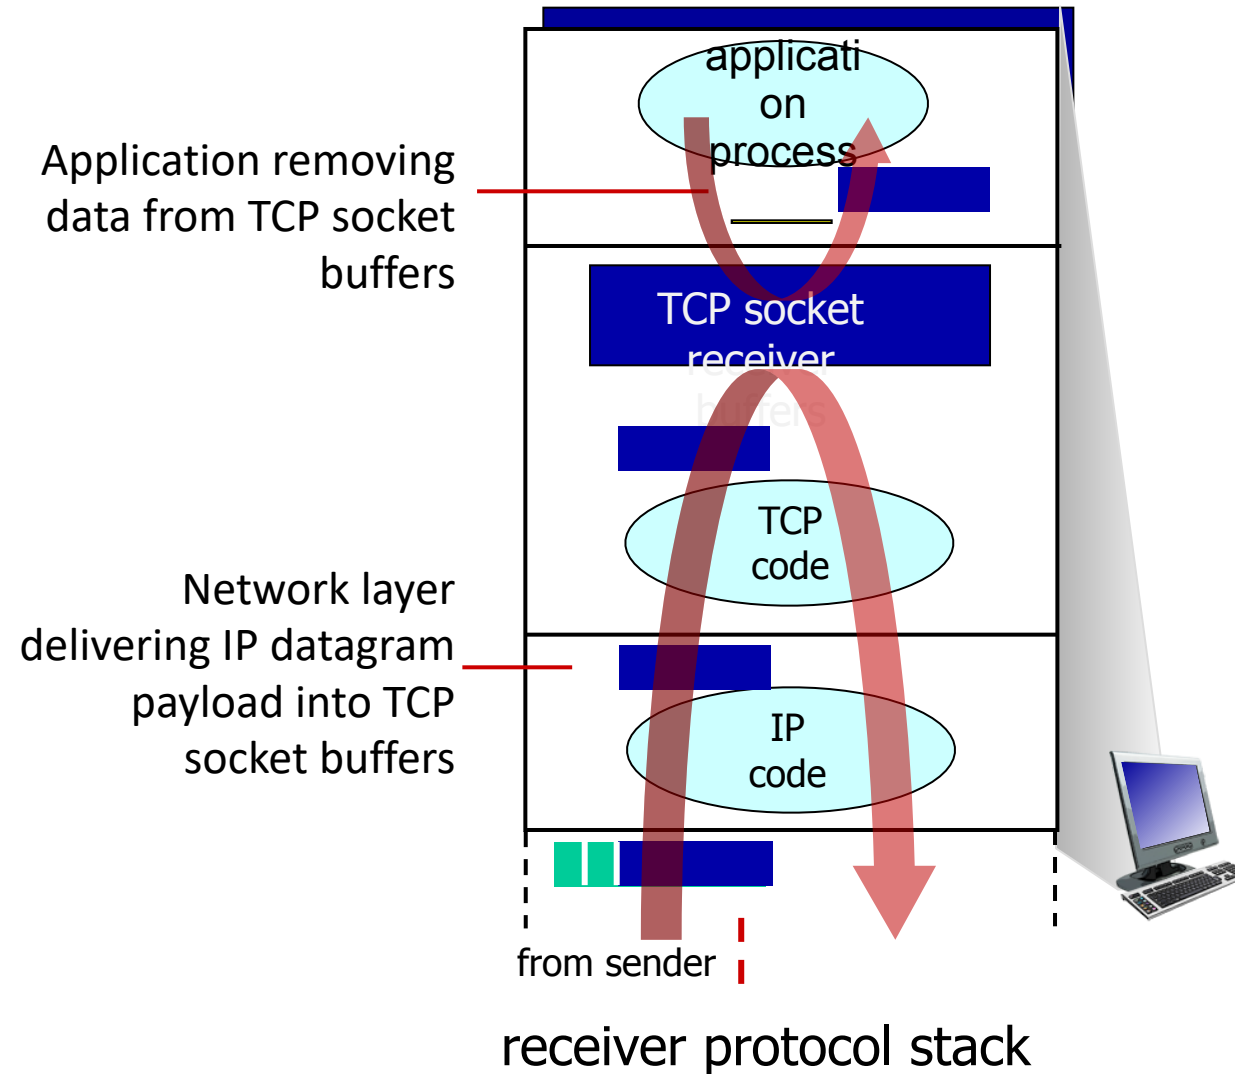 applicati
on
process
Application removing
data from TCP socket
buffers
TCP socket
receiver
buffers
TCP
code
Network layer
delivering IP datagram
payload into TCP
socket buffers
IP
code
from sender
receiver protocol stack